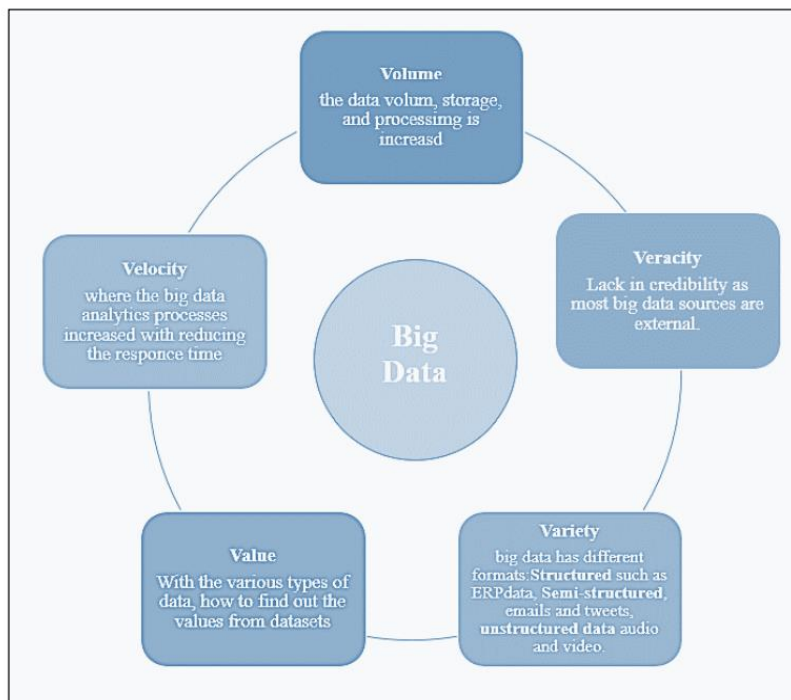 Volume
the data volum, storage,
and processimg is
increasd
Veracity
Lack in credibility as
most big data sources are
external.
Variety
big data has different
formats:Structured such as
ERPdata, Semi-structured,
emails and tweets,
unstructured data audio
and video.
Value
With the various types of
data, how to find out the
values from datasets
Velocity
where the big data
analytics processes
increased with reducing
the responce time
Big
Data